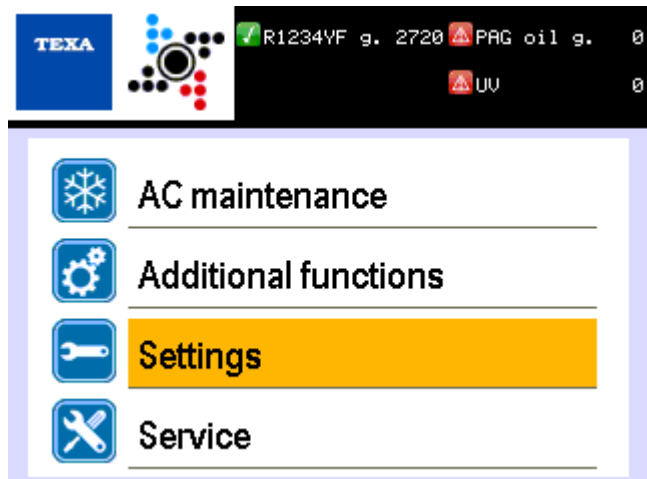 TEXA
R1234YF g. 2720 PAG oil g. 0
UV 0
AC maintenance
Additional functions
Settings
Service